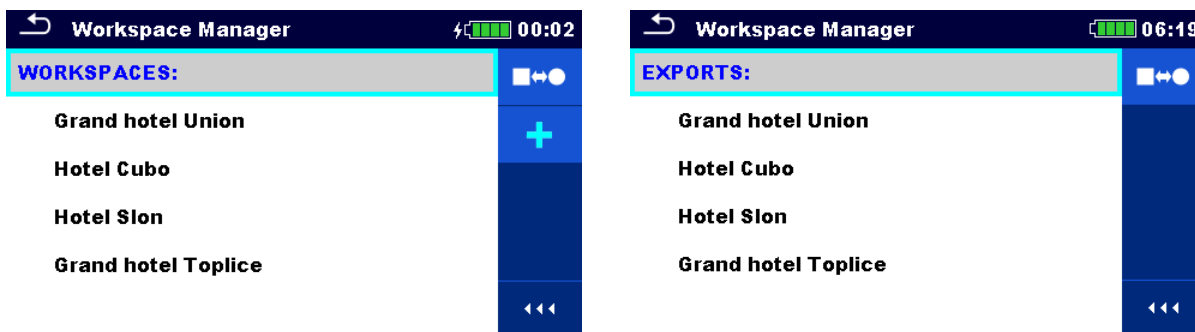 Workspace Manager 00:02
WORKSPACES:
Grand hotel Union
Hotel Cubo
Hotel Slon
Grand hotel Toplice
Workspace Manager 06:19
EXPORTS:
Grand hotel Union
Hotel Cubo
Hotel Slon
Grand hotel Toplice